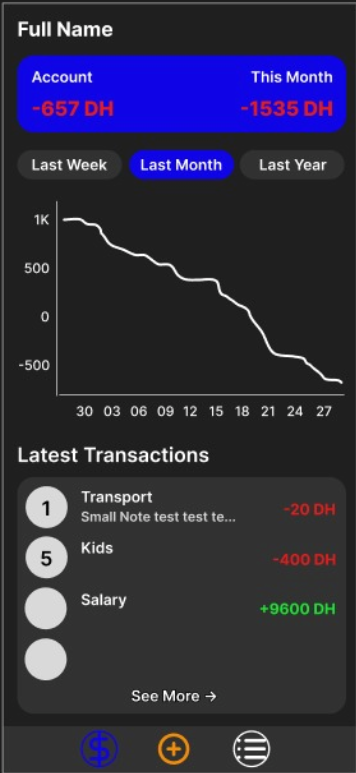 Full Name
Account This Month
-657 DH -1535 DH
Last Week Last Month Last Year
1K
500
0
-500
30 03 06 09 12 15 18 21 24 27
Latest Transactions
1 Transport
Small Note test test te... -20 DH
5 Kids
-400 DH
Salary
+9600 DH
See More →